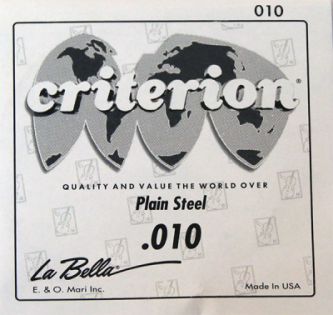 010
criterion®
QUALITY AND VALUE THE WORLD OVER
Plain Steel
.010
La Bella®
E. & O. Mari Inc.
Made In USA